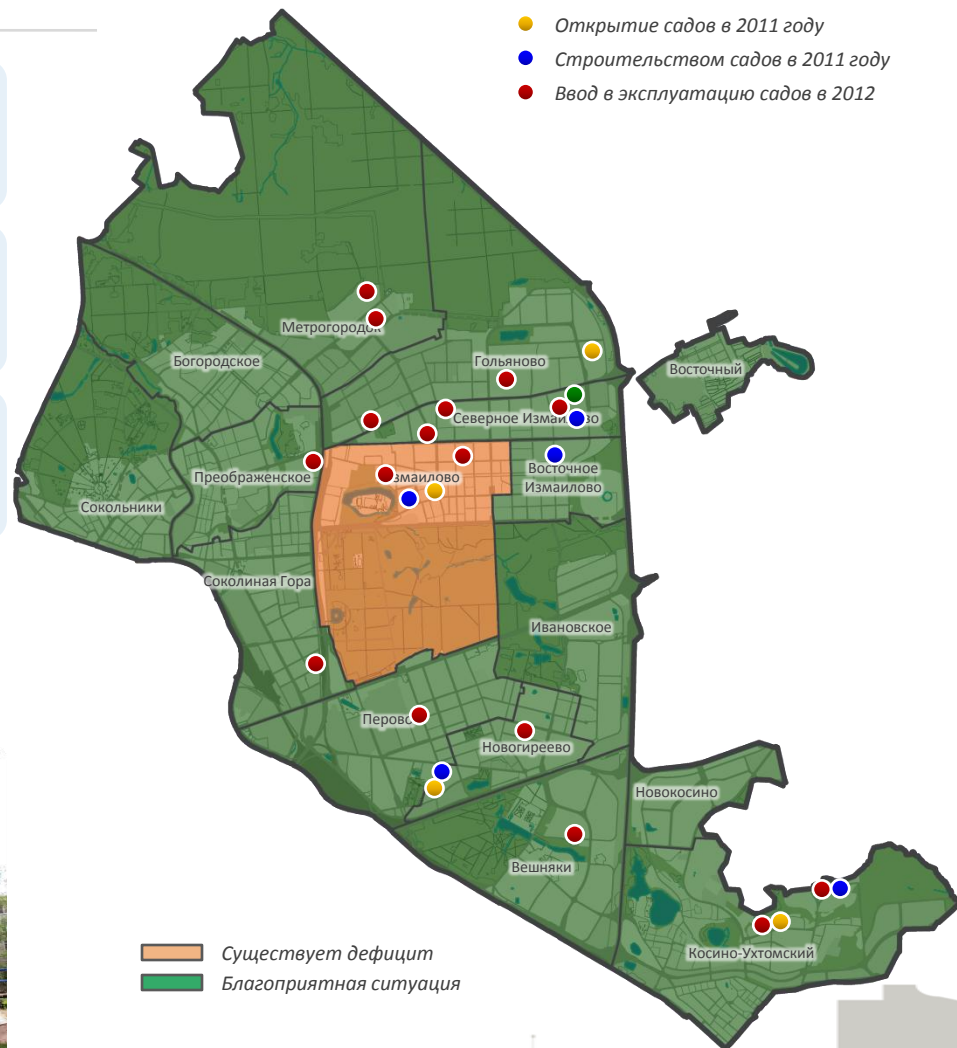 Открытие садов в 2011 году
Строительством садов в 2011 году
Ввод в эксплуатацию садов в 2012
Метрогородок
Богородское
Гольяново
Восточный
Северное Измайлово
Преображенское
Измайлово
Восточное
Измайлово
Сокольники
Соколиная Гора
Ивановское
Перово
Новогиреево
Новокосино
Вешняки
Косино-Ухтомский
Существует дефицит
Благоприятная ситуация